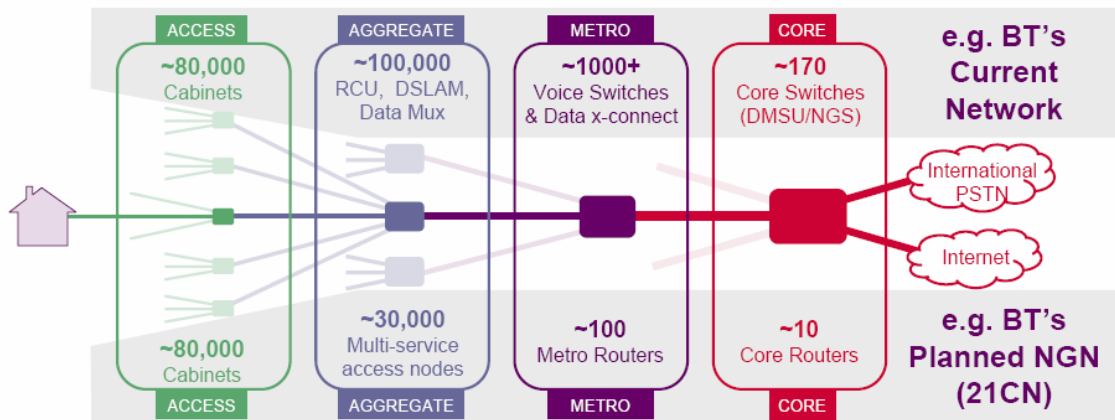 ACCESS
AGGREGATE
METRO
CORE
~80,000
Cabinets
~100,000
RCU, DSLAM,
Data Mux
~1000+
Voice Switches
& Data x-connect
~170
Core Switches
(DMSU/NGS)
e.g. BT's
Current
Network
International
PSTN
Internet
~80,000
Cabinets
~30,000
Multi-service
access nodes
~100
Metro Routers
~10
Core Routers
e.g. BT's
Planned NGN
(21CN)
ACCESS
AGGREGATE
METRO
CORE